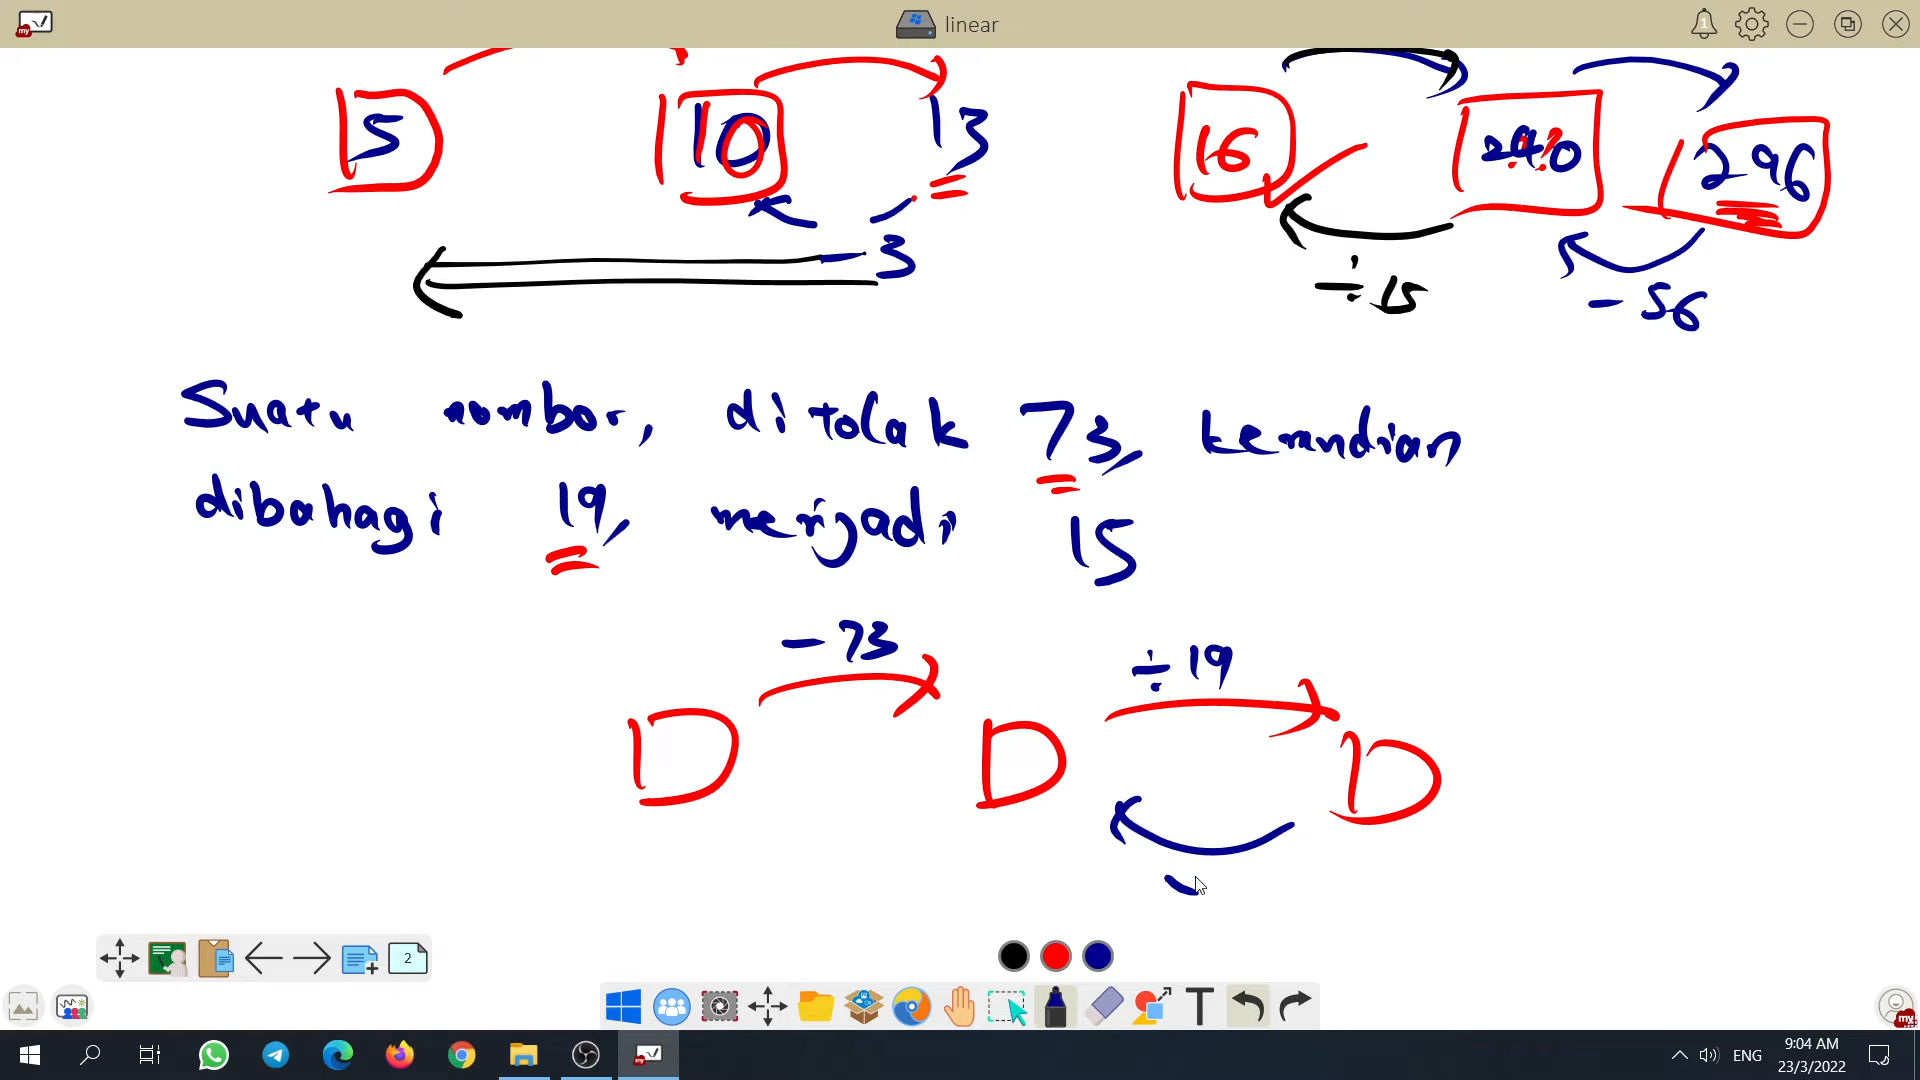 linear
5 10 13 16 240 296
- 3 ÷ 15 - 56
Suatu nombor, ditolak 73, kemudian
dibahagi 19, menjadi 15
- 73 ÷ 19
2
ENG
9:04 AM
23/3/2022